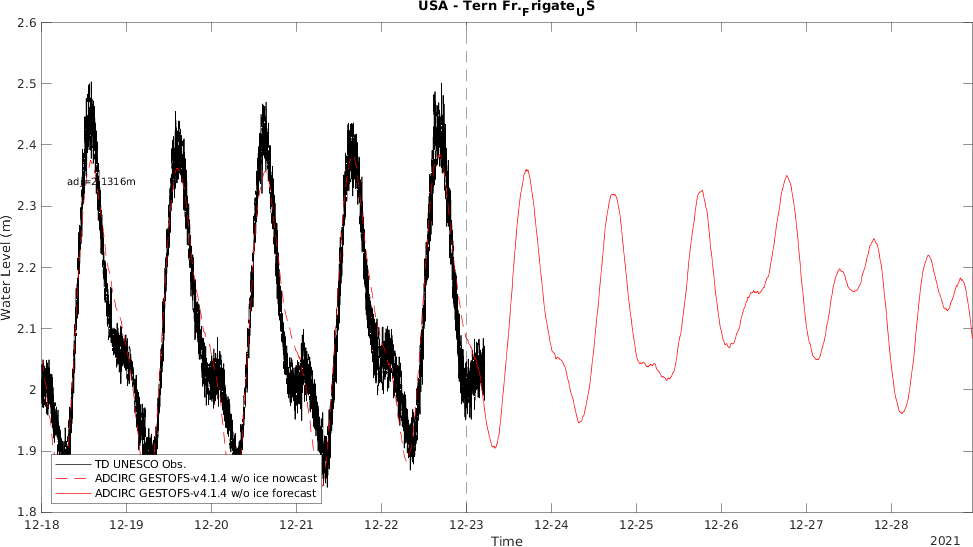 USA - Tern Fr.FrigateUS
2.6
2.5
2.4
2.3
2.2
2.1
2
1.9
1.8
Water Level (m)
adj=2.1316m
TD UNESCO Obs.
ADCIRC GESTOFS-v4.1.4 w/o ice nowcast
ADCIRC GESTOFS-v4.1.4 w/o ice forecast
12-18 12-19 12-20 12-21 12-22 12-23 12-24 12-25 12-26 12-27 12-28
Time
2021